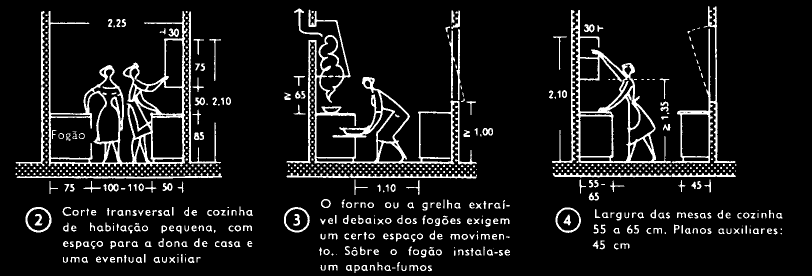 2,25
30
75
50.
2,10
85
Fogão
75
100-110
50
2
Corte transversal de cozinha
de habitação pequena, com
espaço para a dona de casa e
uma eventual auxiliar
≥ 65
≥ 1,00
1,10
3
O forno ou a grelha extraí-
vel debaixo dos fogões exigem
um certo espaço de movimen-
to. Sôbre o fogão instala-se
um apanha-fumos
30
2,10
≥ 1,35
55-
65
45
4
Largura das mesas de cozinha
55 a 65 cm. Planos auxiliares:
45 cm